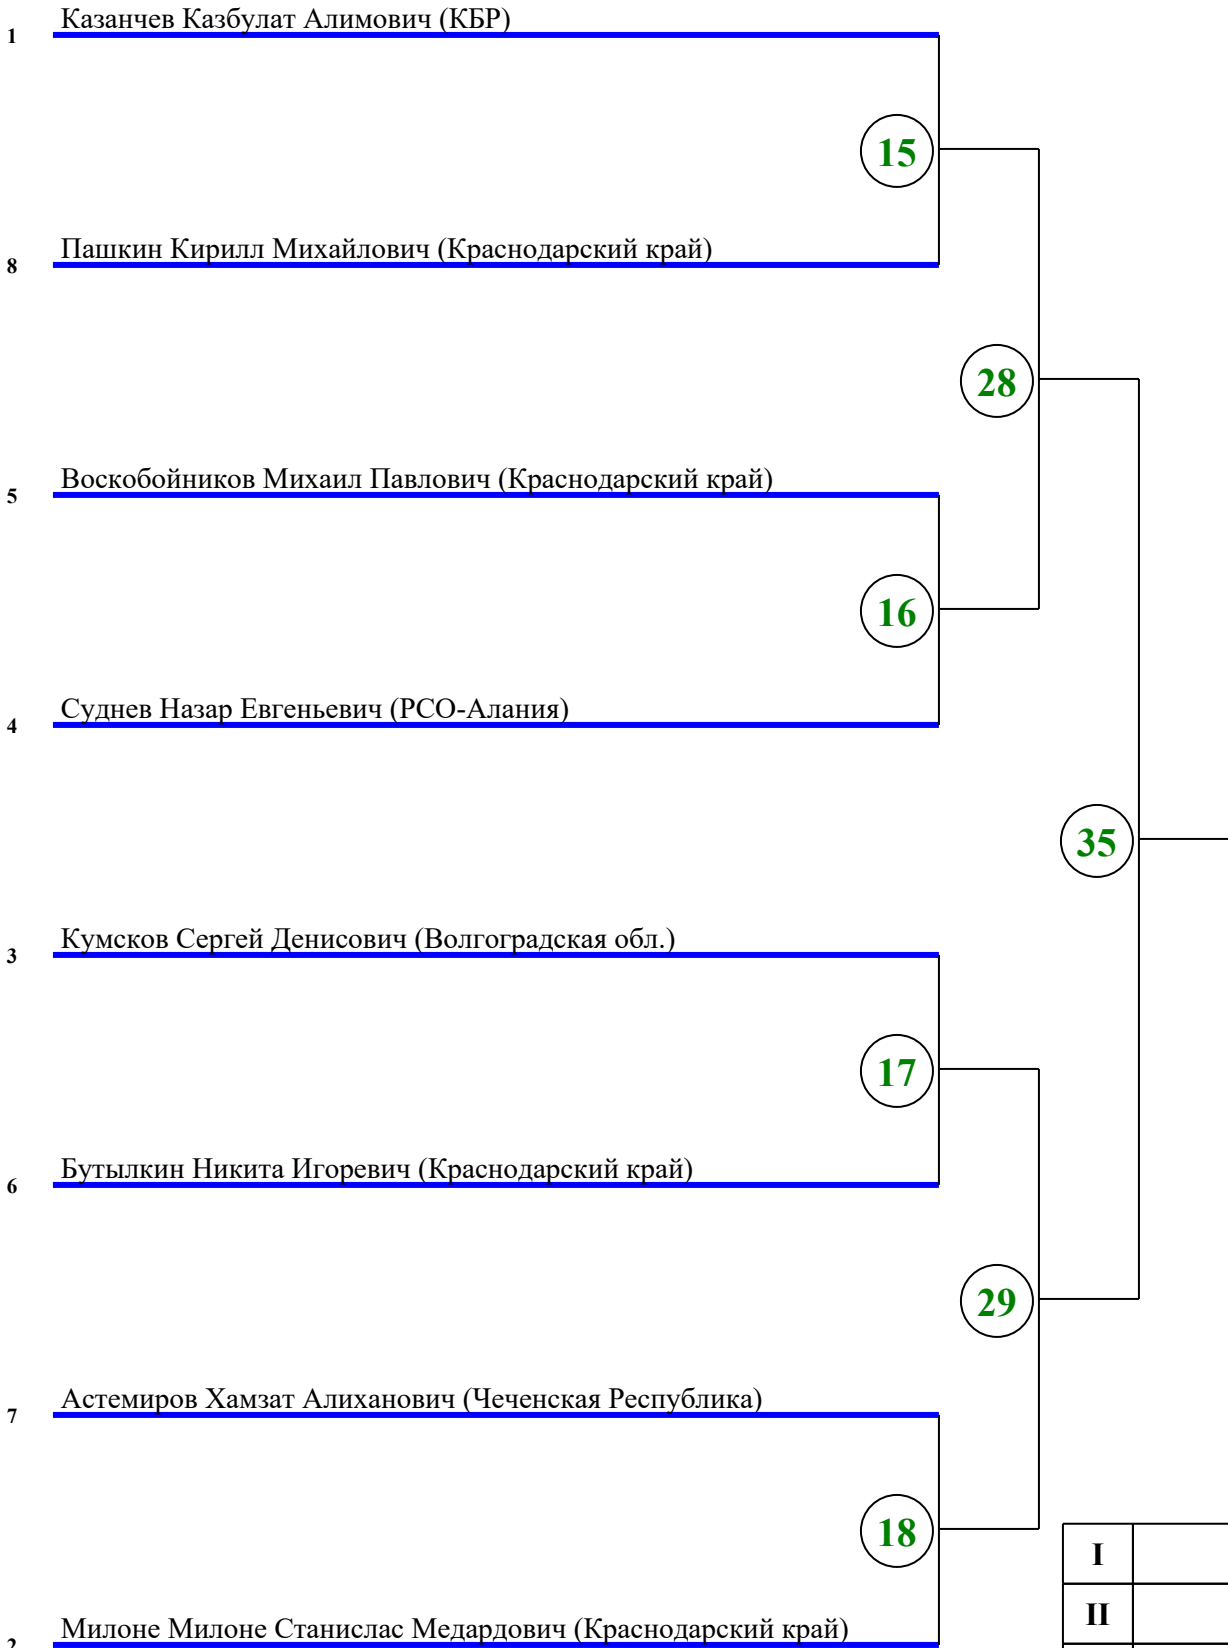 Казанчев Казбулат Алимович (КБР)
1
15
Пашкин Кирилл Михайлович (Краснодарский край)
8
28
Воскобойников Михаил Павлович (Краснодарский край)
5
16
Суднев Назар Евгеньевич (РСО-Алания)
4
35
Кумсков Сергей Денисович (Волгоградская обл.)
3
17
Бутылкин Никита Игоревич (Краснодарский край)
6
29
Астемиров Хамзат Алиханович (Чеченская Республика)
7
18
I
II
Милоне Милоне Станислас Медардович (Краснодарский край)
2